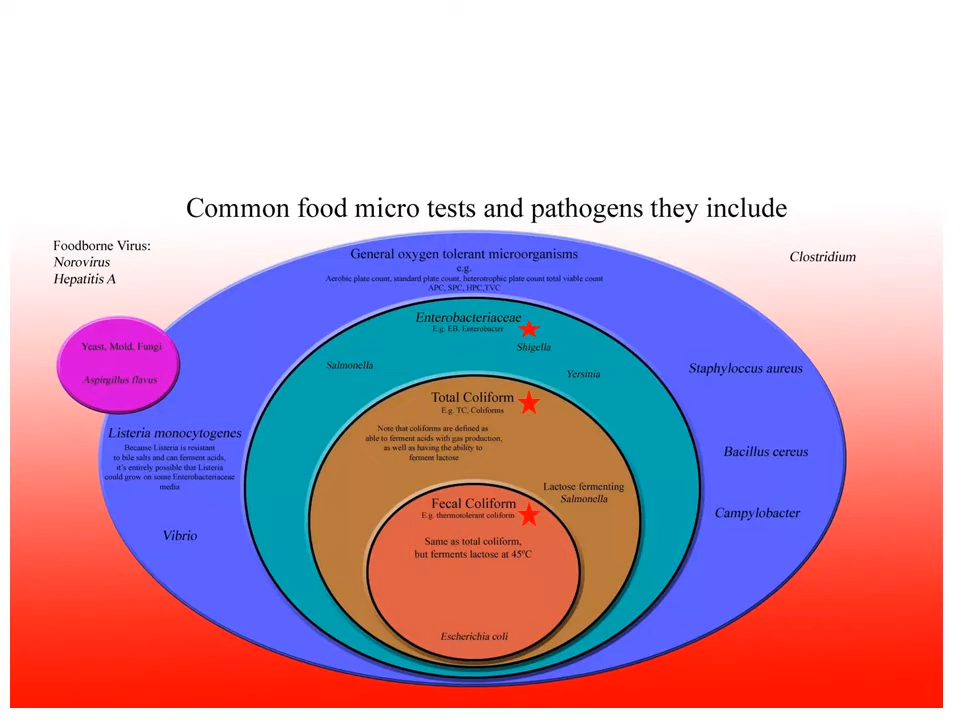 Common food micro tests and pathogens they include
Foodborne Virus:
Norovirus
Hepatitis A
General oxygen tolerant microorganisms
e.g.
Aerobic plate count, standard plate count, heterotrophic plate count total viable count
APC, SPC, HPC,TVC
Clostridium
Enterobacteriaceae
E.g. EB. Enterobacter
Shigella
Salmonella
Yersinia
Yeast, Mold, Fungi
Aspirgillus flavus
Staphyloccus aureus
Total Coliform
E.g. TC, Coliforms
Note that coliforms are defined as
able to ferment acids with gas production,
as well as having the ability to
ferment lactose
Listeria monocytogenes
Because Listeria is resistant
to bile salts and can ferment acids,
it's entirely possible that Listeria
could grow on some Enterobacteriaceae
media
Bacillus cereus
Lactose fermenting
Salmonella
Fecal Coliform
E.g. thermotolerant coliform
Campylobacter
Vibrio
Same as total coliform,
but ferments lactose at 45ºC
Escherichia coli